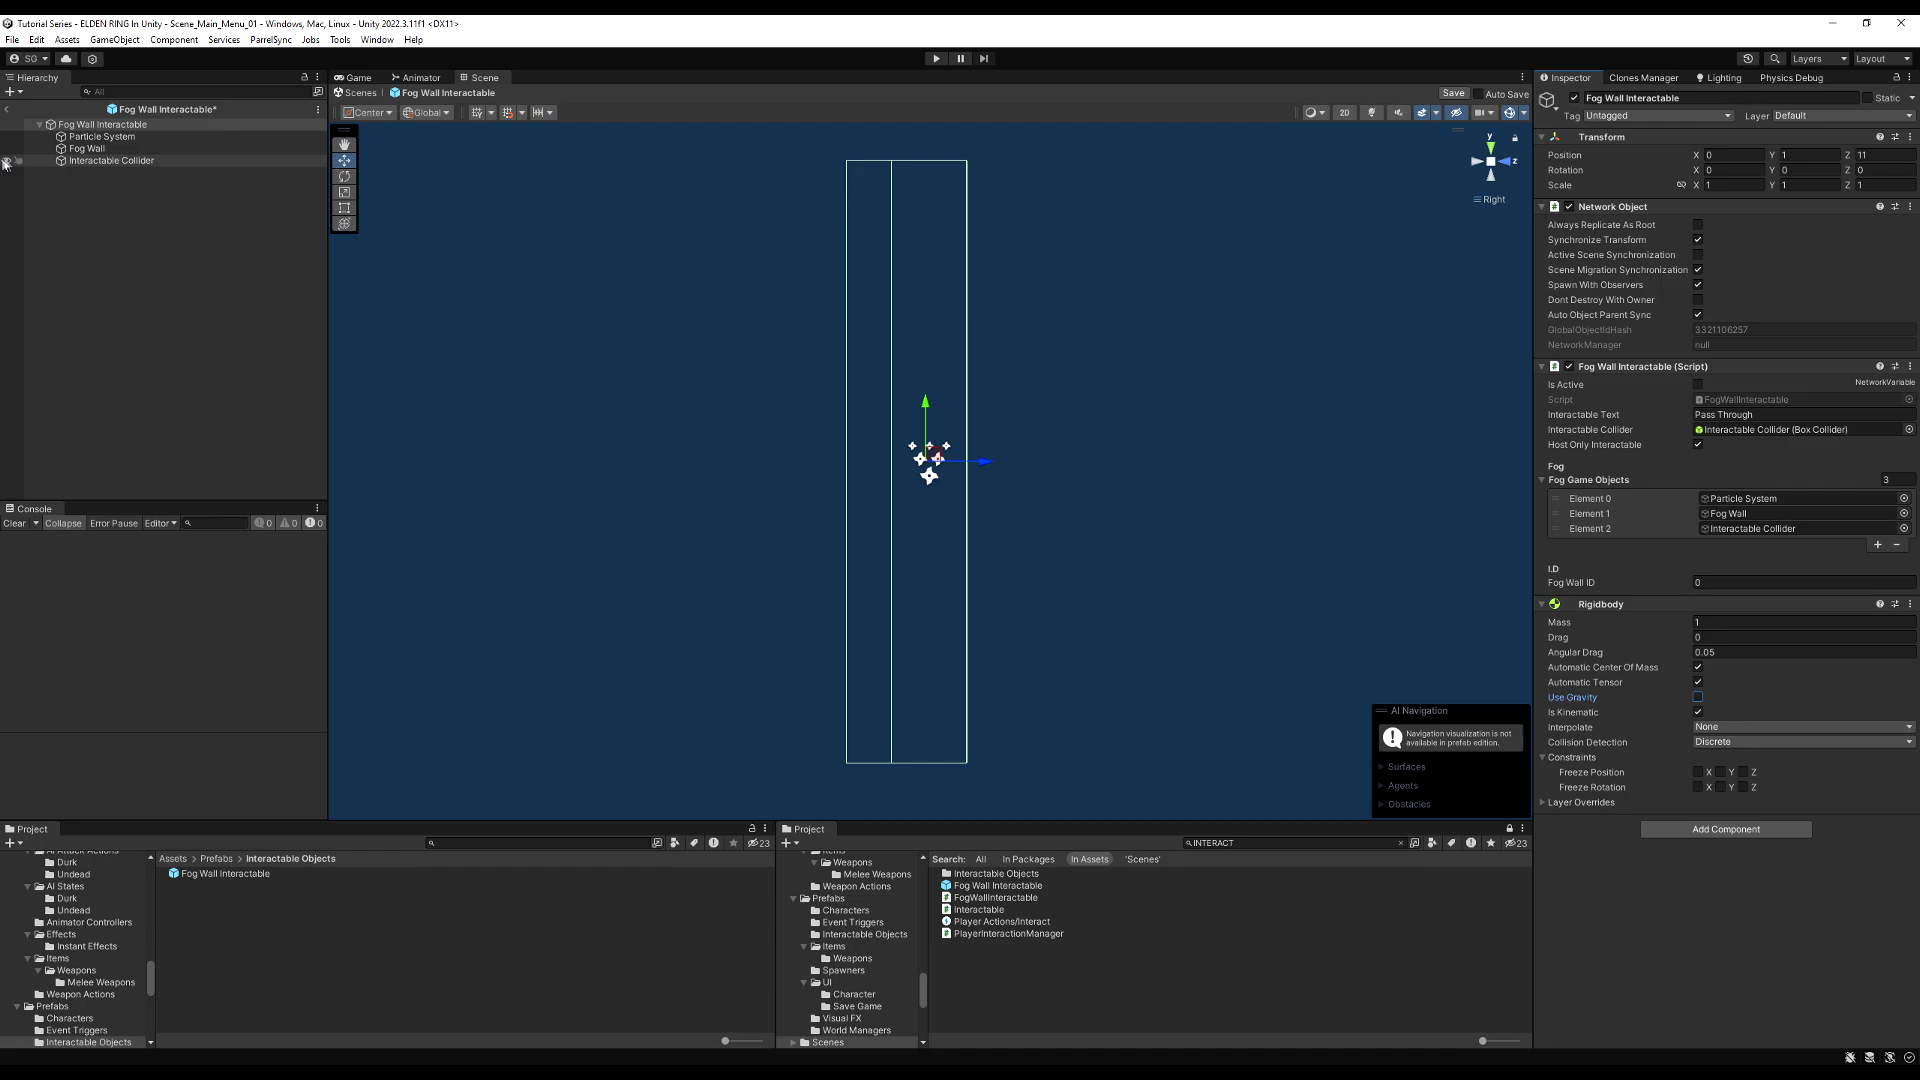 Tutorial Series - ELDEN RING In Unity - Scene_Main_Menu_01 - Windows, Mac, Linux - Unity 2022.3.11f1 <DX11>
File Edit Assets GameObject Component Services ParrelSync Jobs Tools Window Help
SG Layers Layout
Hierarchy
All
Fog Wall Interactable*
Fog Wall Interactable
Particle System
Fog Wall
Interactable Collider
Game Animator Scene
Scenes Fog Wall Interactable Save Auto Save
Center Global 2D
y
z
Right
AI Navigation
Navigation visualization is not
available in prefab edition.
Surfaces
Agents
Obstacles
Console
Clear Collapse Error Pause Editor 0 0 0
Inspector Clones Manager Lighting Physics Debug
Fog Wall Interactable Static
Tag Untagged Layer Default
Transform
Position X 0 Y 1 Z 11
Rotation X 0 Y 0 Z 0
Scale X 1 Y 1 Z 1
Network Object
Always Replicate As Root
Synchronize Transform
Active Scene Synchronization
Scene Migration Synchronization
Spawn With Observers
Dont Destroy With Owner
Auto Object Parent Sync
GlobalObjectIdHash 3321106257
NetworkManager null
Fog Wall Interactable (Script)
Is Active NetworkVariable
Script FogWallInteractable
Interactable Text Pass Through
Interactable Collider Interactable Collider (Box Collider)
Host Only Interactable
Fog
Fog Game Objects 3
Element 0 Particle System
Element 1 Fog Wall
Element 2 Interactable Collider
I.D
Fog Wall ID 0
Rigidbody
Mass 1
Drag 0
Angular Drag 0.05
Automatic Center Of Mass
Automatic Tensor
Use Gravity
Is Kinematic
Interpolate None
Collision Detection Discrete
Constraints
Freeze Position X Y Z
Freeze Rotation X Y Z
Layer Overrides
Add Component
Project
23
AI Attack Actions
Durk
Undead
AI States
Durk
Undead
Animator Controllers
Effects
Instant Effects
Items
Weapons
Melee Weapons
Weapon Actions
Prefabs
Characters
Event Triggers
Interactable Objects
Assets > Prefabs > Interactable Objects
Fog Wall Interactable
Project
INTERACT 23
Items
Weapons
Melee Weapons
Weapon Actions
Prefabs
Characters
Event Triggers
Interactable Objects
Items
Weapons
Spawners
UI
Character
Save Game
Visual FX
World Managers
Scenes
Search: All In Packages In Assets 'Scenes'
Interactable Objects
Fog Wall Interactable
FogWallInteractable
Interactable
Player Actions/Interact
PlayerInteractionManager